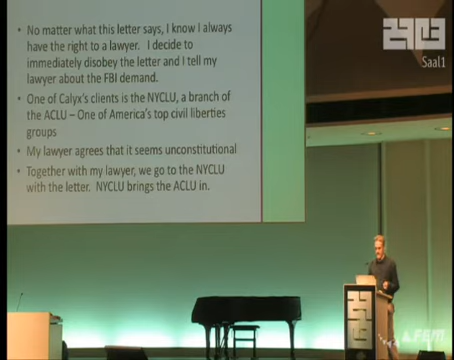 • No matter what this letter says, I know I always
have the right to a lawyer. I decide to
immediately disobey the letter and I tell my
lawyer about the FBI demand.
• One of Calyx's clients is the NYCLU, a branch of
the ACLU – One of America's top civil liberties
groups
• My lawyer agrees that it seems unconstitutional
• Together with my lawyer, we go to the NYCLU
with the letter. NYCLU brings the ACLU in.
Saal1